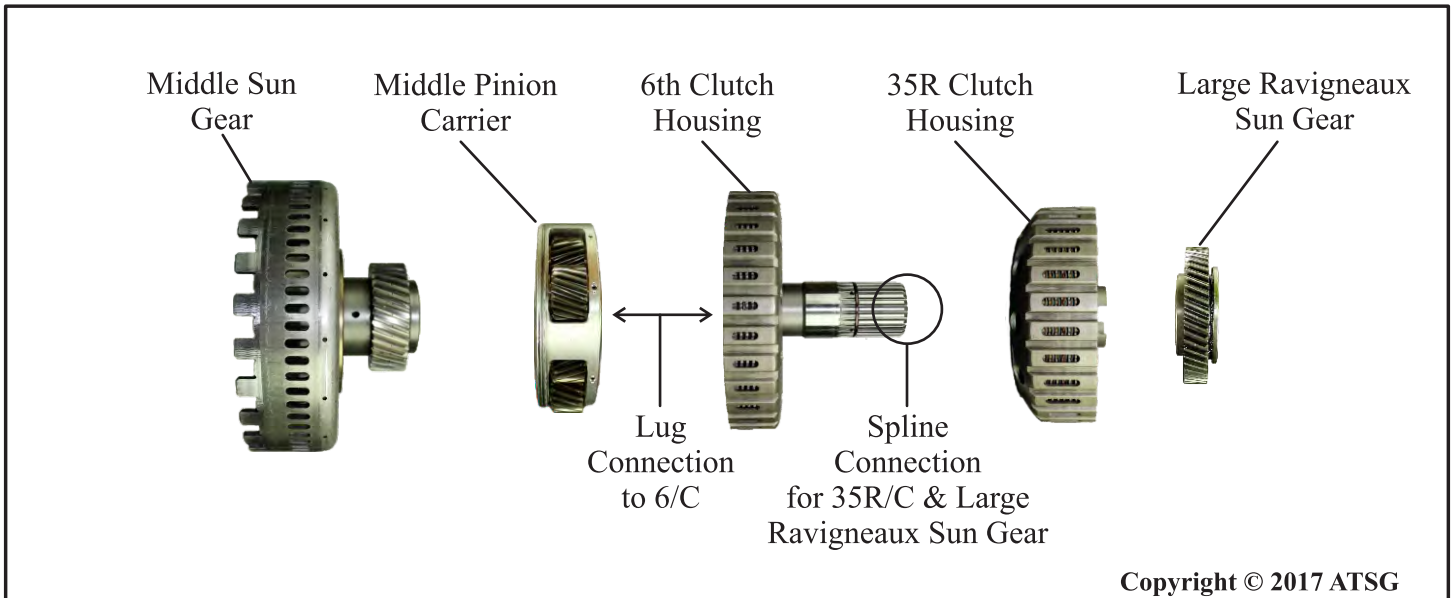 Middle Sun
Gear
Middle Pinion
Carrier
6th Clutch
Housing
35R Clutch
Housing
Large Ravigneaux
Sun Gear
Lug
Connection
to 6/C
Spline
Connection
for 35R/C & Large
Ravigneaux Sun Gear
Copyright © 2017 ATSG